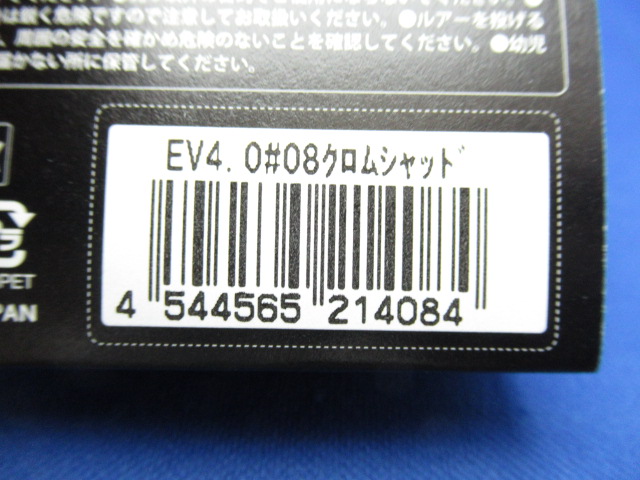 は鋭く危険ですので注意してお取扱いください。●ルアーを投げる
、周囲の安全を確かめ危険のないことを確認してください。●幼児
届かない所に保管してください。
EV4.0#08クロムシャッド
4 544565 214084
プラ
PET
PAN